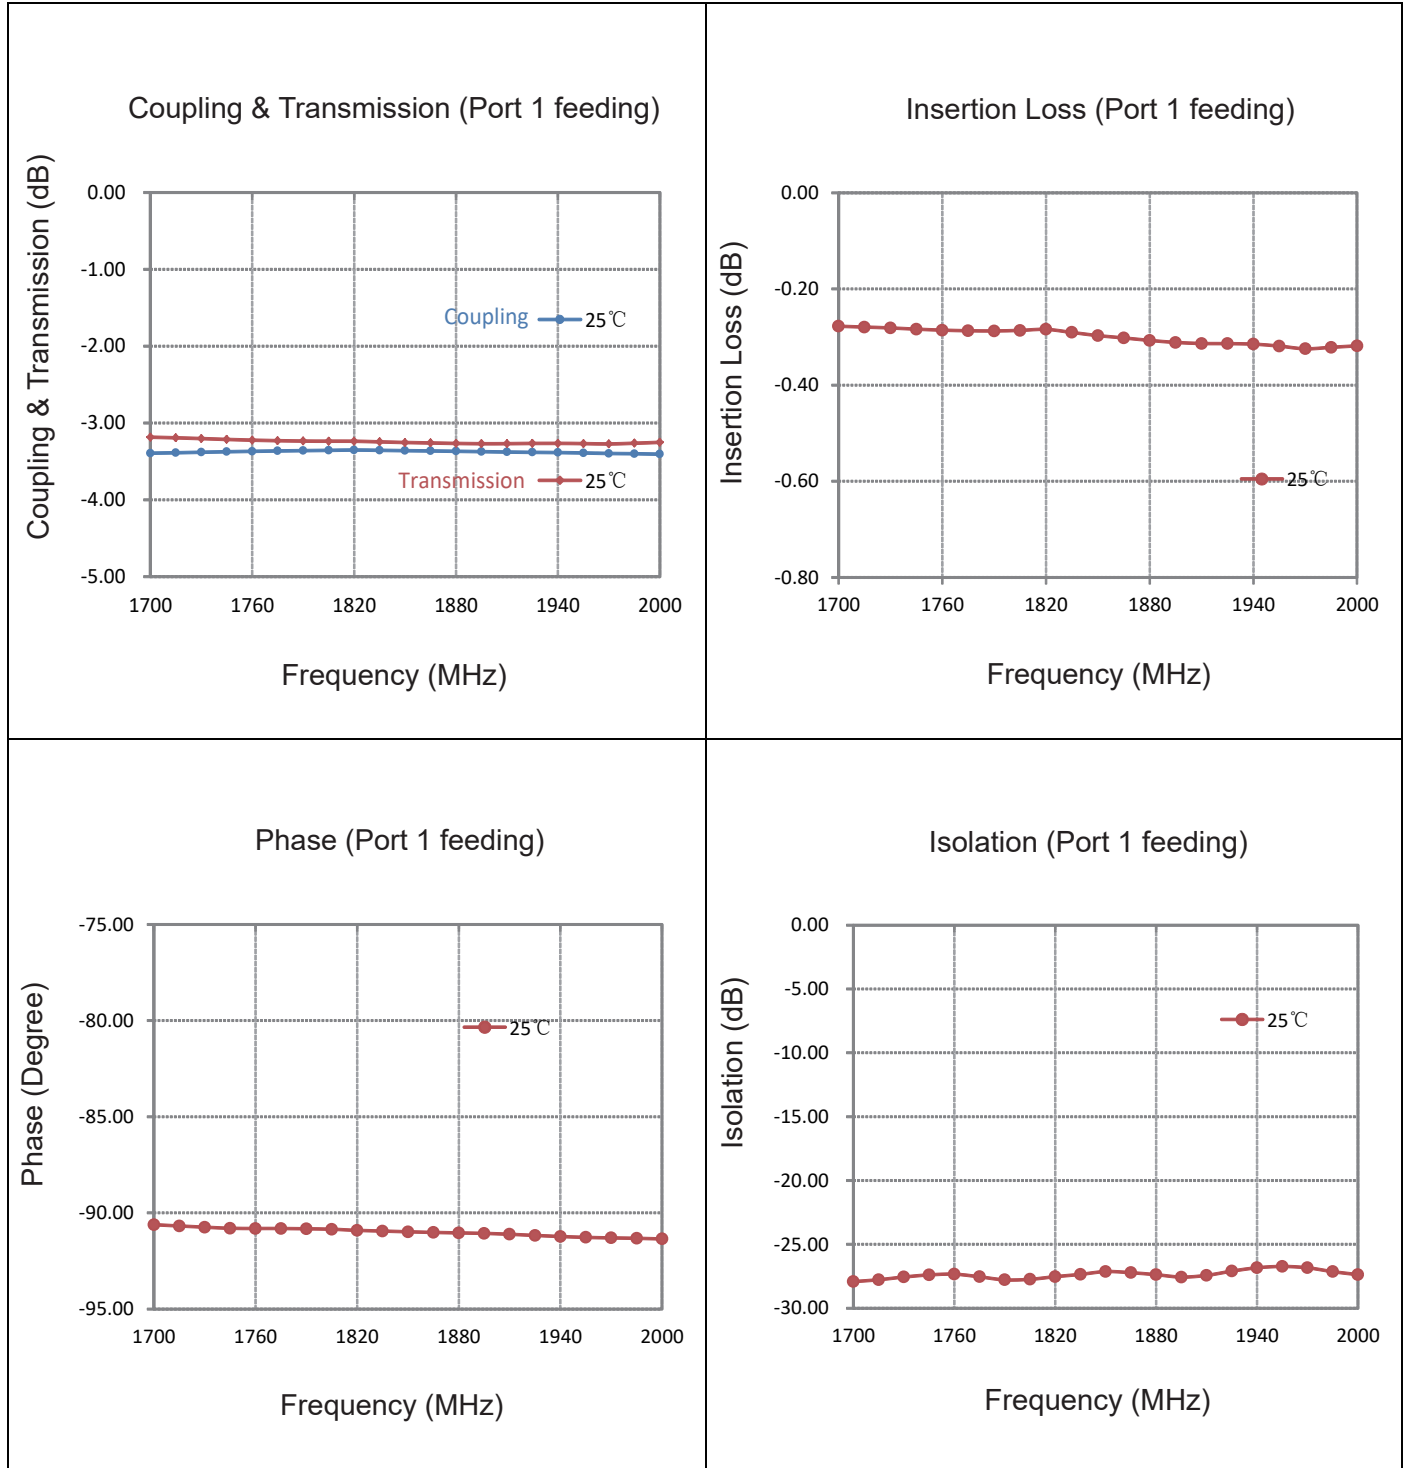 Coupling & Transmission (Port 1 feeding)
Coupling & Transmission (dB)
0.00
-1.00
-2.00
-3.00
-4.00
-5.00
Coupling 25℃
Transmission 25℃
1700 1760 1820 1880 1940 2000
Frequency (MHz)
Insertion Loss (Port 1 feeding)
Insertion Loss (dB)
0.00
-0.20
-0.40
-0.60
-0.80
25℃
1700 1760 1820 1880 1940 2000
Frequency (MHz)
Phase (Port 1 feeding)
Phase (Degree)
-75.00
-80.00
-85.00
-90.00
-95.00
25℃
1700 1760 1820 1880 1940 2000
Frequency (MHz)
Isolation (Port 1 feeding)
Isolation (dB)
0.00
-5.00
-10.00
-15.00
-20.00
-25.00
-30.00
25℃
1700 1760 1820 1880 1940 2000
Frequency (MHz)